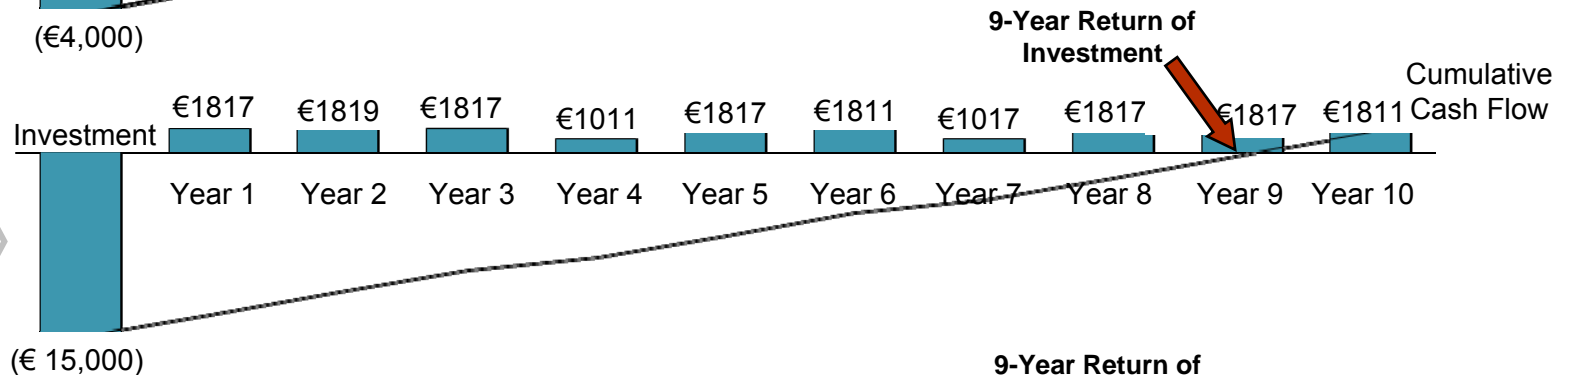 (€4,000)
9-Year Return of
Investment
Cumulative
Cash Flow
Investment
€1817 €1819 €1817 €1011 €1817 €1811 €1017 €1817 €1817 €1811
Year 1 Year 2 Year 3 Year 4 Year 5 Year 6 Year 7 Year 8 Year 9 Year 10
(€ 15,000)
9-Year Return of